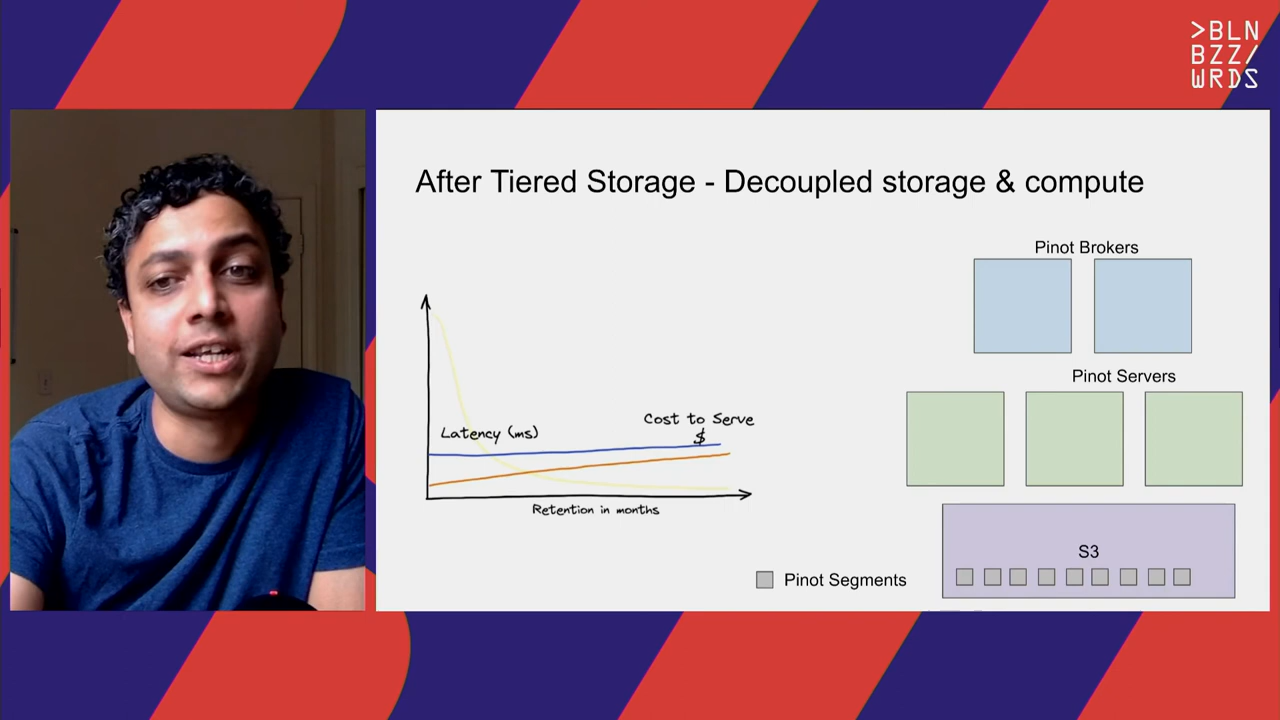 >BLN
BZZ/
WRDS
After Tiered Storage - Decoupled storage & compute
Pinot Brokers
Pinot Servers
Cost to Serve
$
Latency (ms)
Retention in months
S3
Pinot Segments